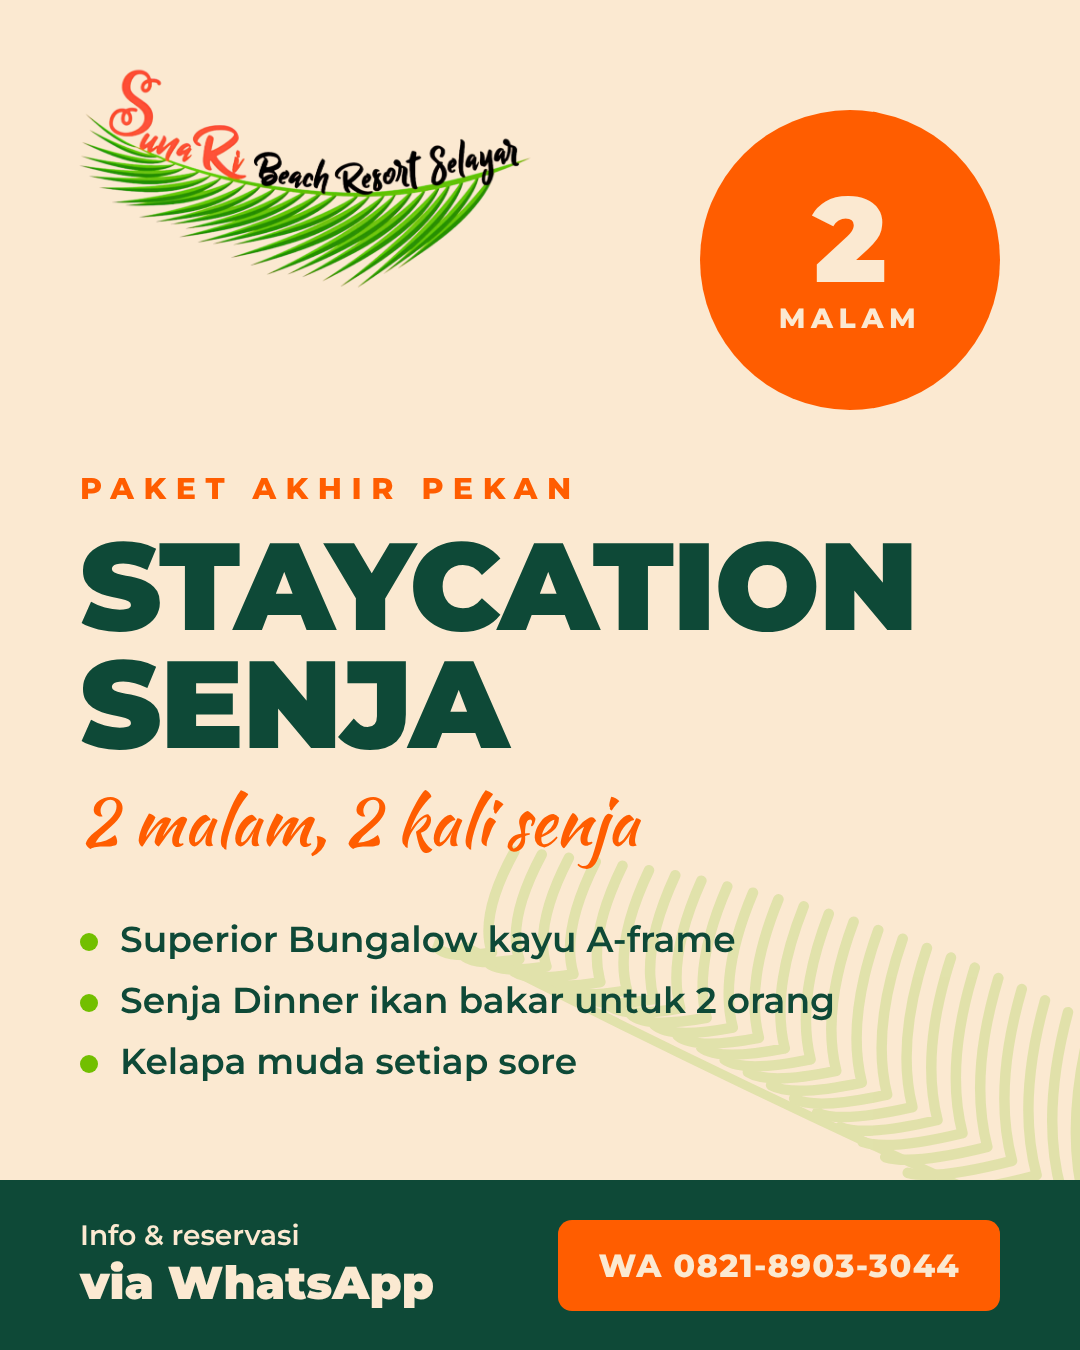 SunaRi Beach Resort Selayar
2
MALAM
PAKET AKHIR PEKAN
STAYCATION
SENJA
2 malam, 2 kali senja
Superior Bungalow kayu A-frame
Senja Dinner ikan bakar untuk 2 orang
Kelapa muda setiap sore
Info & reservasi
via WhatsApp
WA 0821-8903-3044